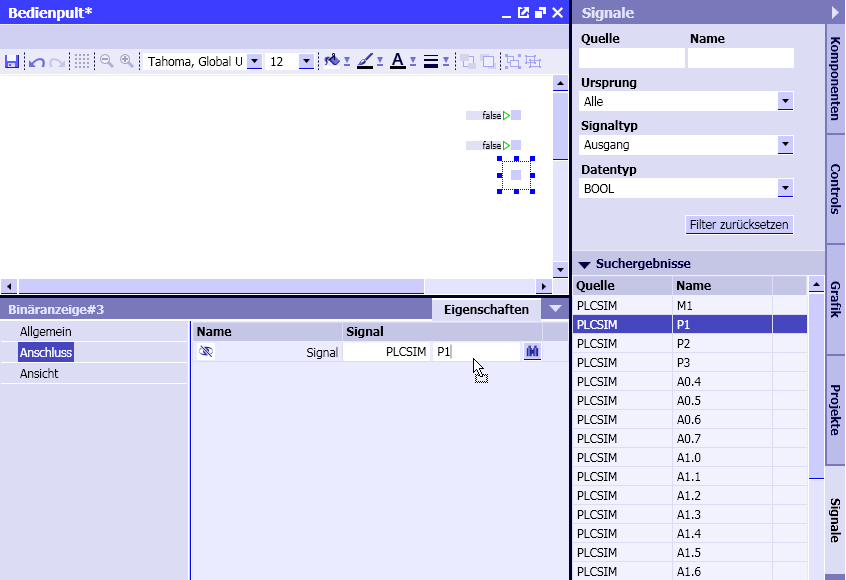 Bedienpult*
Tahoma, Global U 12
A
false
false
Binäranzeige#3
Eigenschaften
Allgemein
Anschluss
Ansicht
Name Signal
Signal PLCSIM P1
Signale
Quelle Name
Ursprung
Alle
Signaltyp
Ausgang
Datentyp
BOOL
Filter zurücksetzen
Suchergebnisse
Quelle Name
PLCSIM M1
PLCSIM P1
PLCSIM P2
PLCSIM P3
PLCSIM A0.4
PLCSIM A0.5
PLCSIM A0.6
PLCSIM A0.7
PLCSIM A1.0
PLCSIM A1.1
PLCSIM A1.2
PLCSIM A1.3
PLCSIM A1.4
PLCSIM A1.5
PLCSIM A1.6
Komponenten
Controls
Grafik
Projekte
Signale